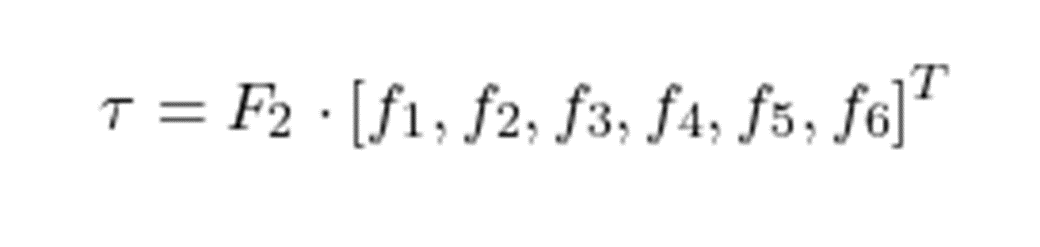 τ = F₂ · [f₁, f₂, f₃, f₄, f₅, f₆]ᵀ